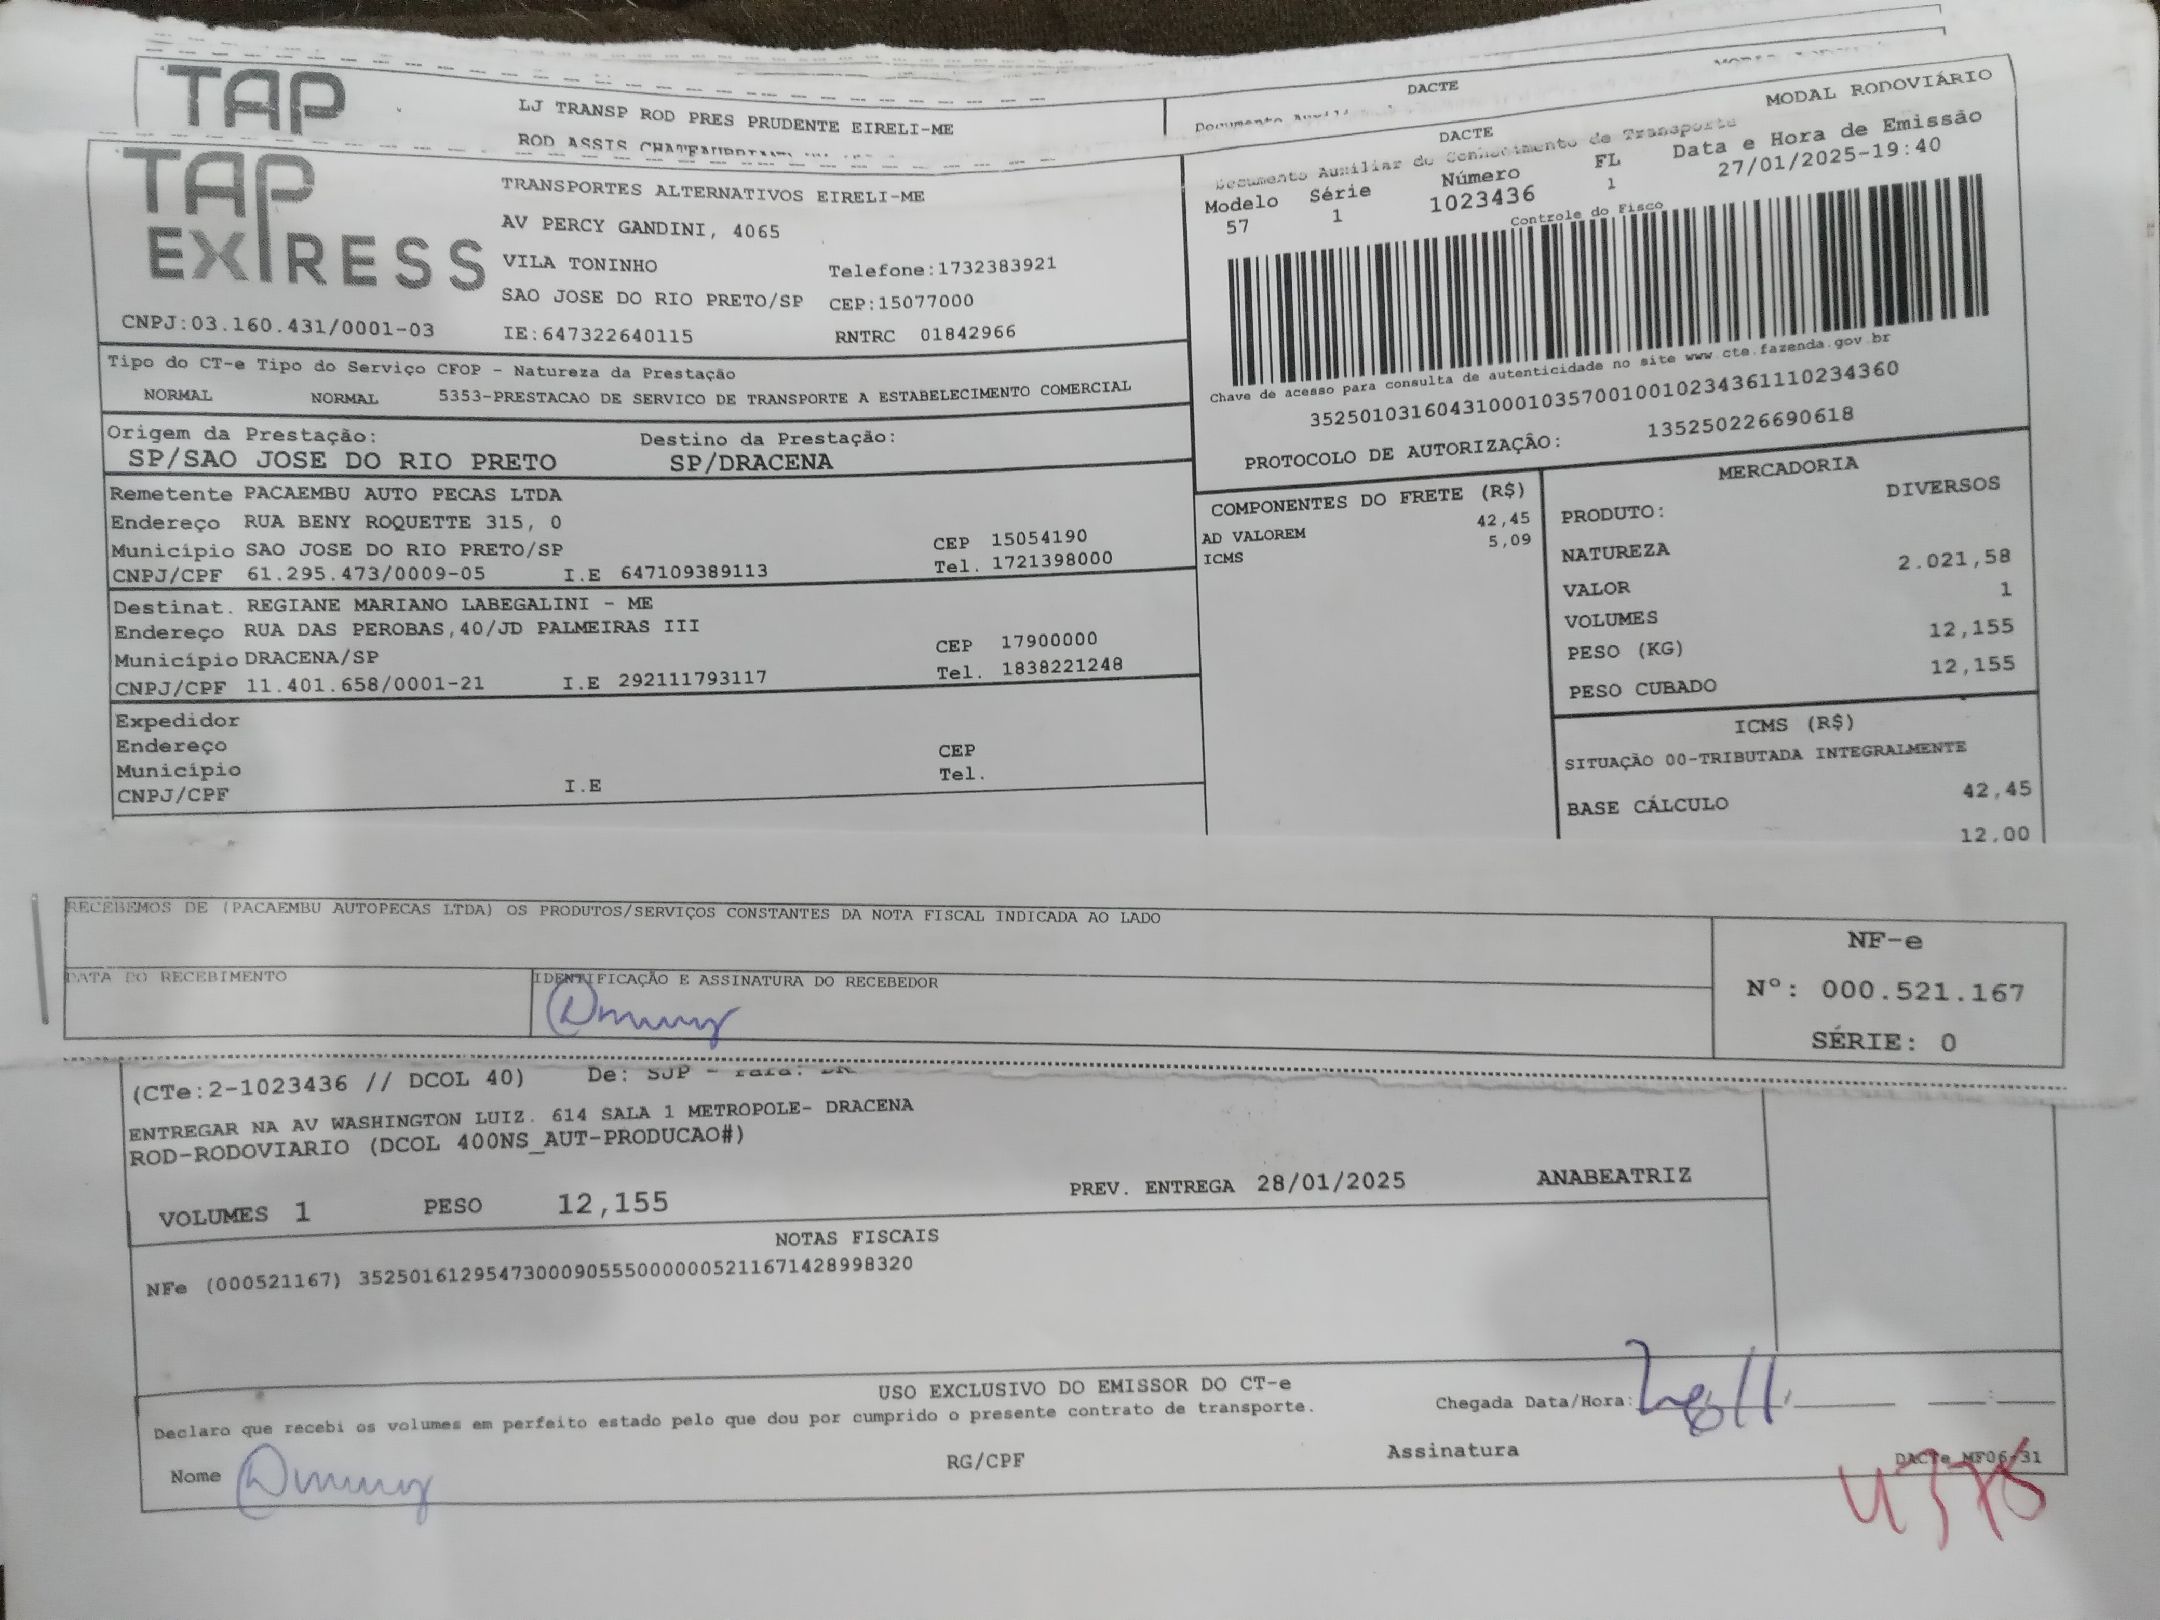 TAP
LJ TRANSP ROD PRES PRUDENTE EIRELI-ME
DACTE
ROD ASSIS
MODAL RODOVIÁRIO
DACTE
Documento Auxiliar do Conhecimento de Transporte
TAP EXPRESS
TRANSPORTES ALTERNATIVOS EIRELI-ME
AV PERCY GANDINI, 4065
VILA TONINHO Telefone:1732383921
SAO JOSE DO RIO PRETO/SP CEP:15077000
CNPJ:03.160.431/0001-03 IE:647322640115 RNTRC 01842966
Modelo Série Número FL Data e Hora de Emissão
57 1 1023436 1 27/01/2025-19:40
Controle do Fisco
Chave de acesso para consulta de autenticidade no site www.cte.fazenda.gov.br
35250103160431000103570010010234361110234360
PROTOCOLO DE AUTORIZAÇÃO: 135250226690618
Tipo do CT-e Tipo do Serviço CFOP - Natureza da Prestação
NORMAL NORMAL 5353-PRESTACAO DE SERVICO DE TRANSPORTE A ESTABELECIMENTO COMERCIAL
Origem da Prestação: Destino da Prestação:
SP/SAO JOSE DO RIO PRETO SP/DRACENA
Remetente PACAEMBU AUTO PECAS LTDA
Endereço RUA BENY ROQUETTE 315, 0
Município SAO JOSE DO RIO PRETO/SP CEP 15054190
CNPJ/CPF 61.295.473/0009-05 I.E 647109389113 Tel. 1721398000
Destinat. REGIANE MARIANO LABEGALINI - ME
Endereço RUA DAS PEROBAS,40/JD PALMEIRAS III
Município DRACENA/SP CEP 17900000
CNPJ/CPF 11.401.658/0001-21 I.E 292111793117 Tel. 1838221248
Expedidor
Endereço
Município CEP
CNPJ/CPF I.E Tel.
COMPONENTES DO FRETE (R$)
AD VALOREM 42,45
ICMS 5,09
MERCADORIA
PRODUTO: DIVERSOS
NATUREZA
VALOR 2.021,58
VOLUMES 1
PESO (KG) 12,155
PESO CUBADO 12,155
ICMS (R$)
SITUAÇÃO 00-TRIBUTADA INTEGRALMENTE
BASE CÁLCULO 42,45
12.00
RECEBEMOS DE (PACAEMBU AUTOPECAS LTDA) OS PRODUTOS/SERVIÇOS CONSTANTES DA NOTA FISCAL INDICADA AO LADO
DATA DO RECEBIMENTO IDENTIFICAÇÃO E ASSINATURA DO RECEBEDOR
NF-e
Nº: 000.521.167
SÉRIE: 0
(CTe:2-1023436 // DCOL 40) De: SJP - Para:
ENTREGAR NA AV WASHINGTON LUIZ. 614 SALA 1 METROPOLE- DRACENA
ROD-RODOVIARIO (DCOL 400NS_AUT-PRODUCAO#)
VOLUMES 1 PESO 12,155 PREV. ENTREGA 28/01/2025 ANABEATRIZ
NOTAS FISCAIS
NFe (000521167) 35250161295473000905550000005211671428998320
USO EXCLUSIVO DO EMISSOR DO CT-e
Declaro que recebi os volumes em perfeito estado pelo que dou por cumprido o presente contrato de transporte.
Chegada Data/Hora:
Nome RG/CPF Assinatura
DACTe MF06/31